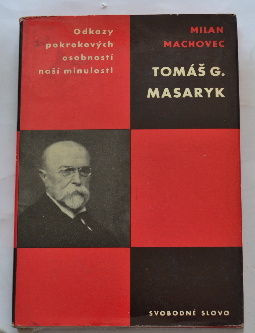 Odkazy
pokrokových
osobností
naší minulosti
MILAN
MACHOVEC
TOMÁŠ G.
MASARYK
SVOBODNÉ SLOVO